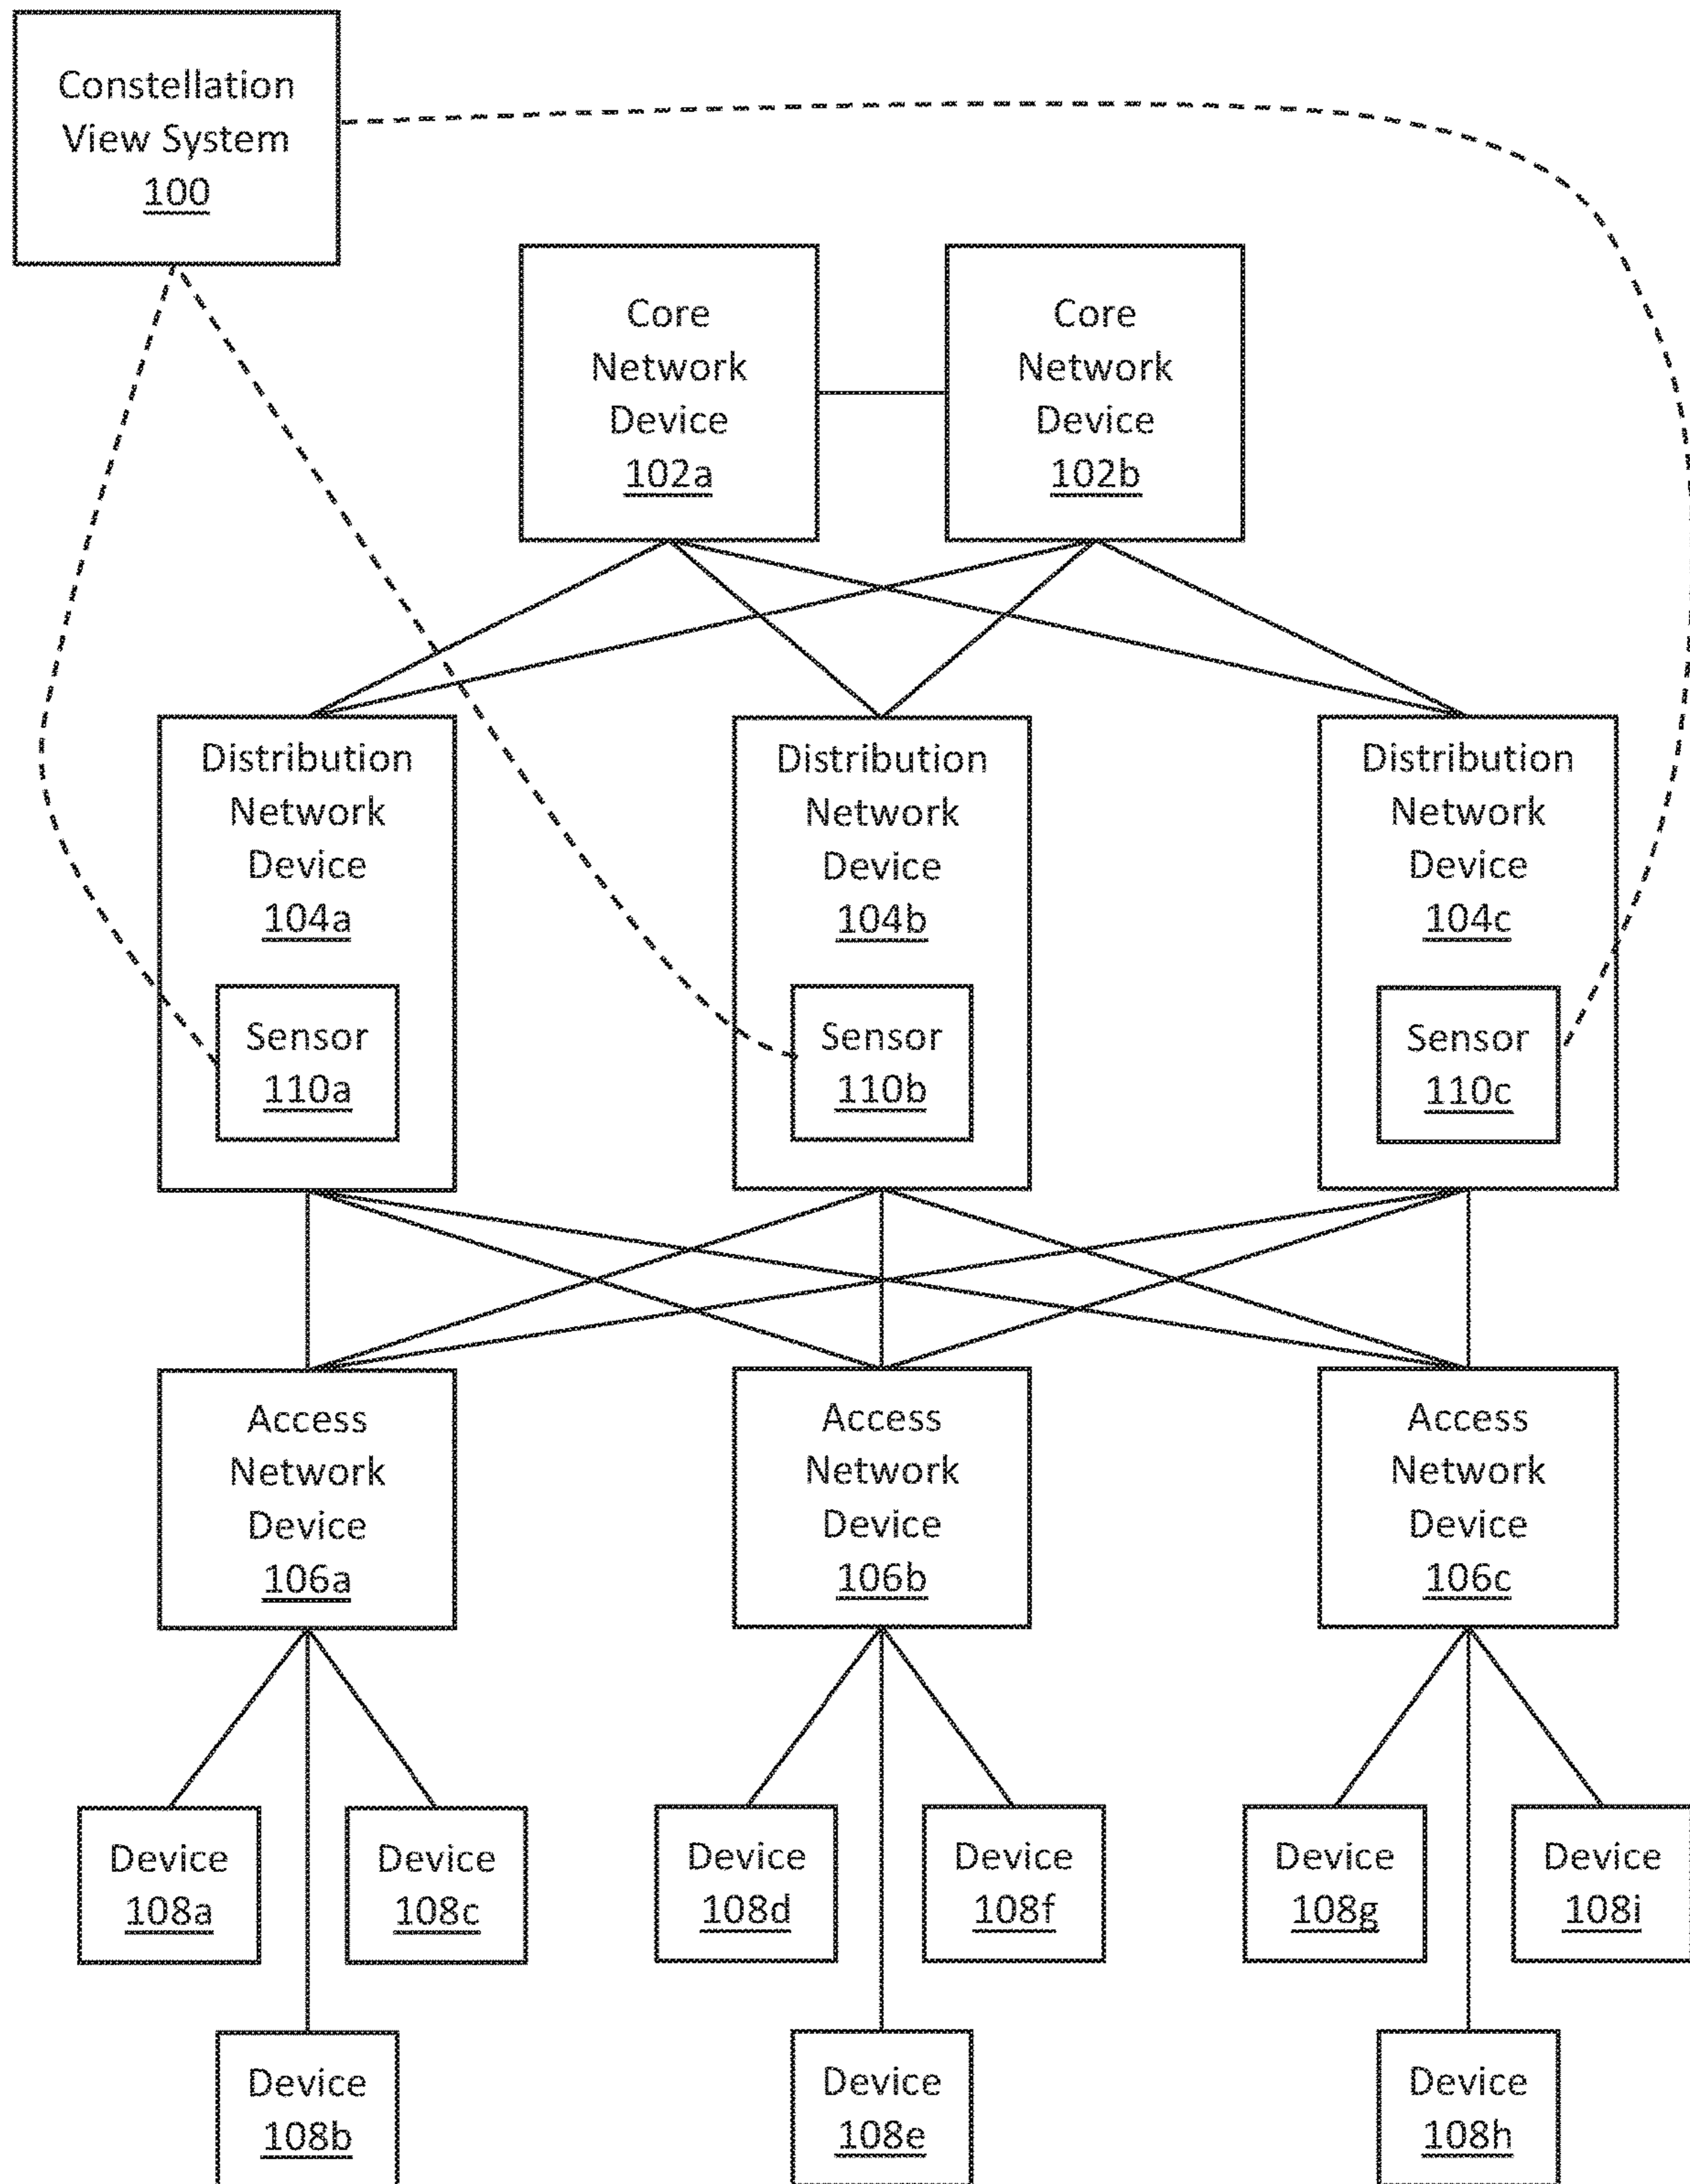 Constellation
View System
100
Core
Network
Device
102a
Core
Network
Device
102b
Distribution
Network
Device
104a
Sensor
110a
Distribution
Network
Device
104b
Sensor
110b
Distribution
Network
Device
104c
Sensor
110c
Access
Network
Device
106a
Access
Network
Device
106b
Access
Network
Device
106c
Device
108a
Device
108c
Device
108d
Device
108f
Device
108g
Device
108i
Device
108b
Device
108e
Device
108h